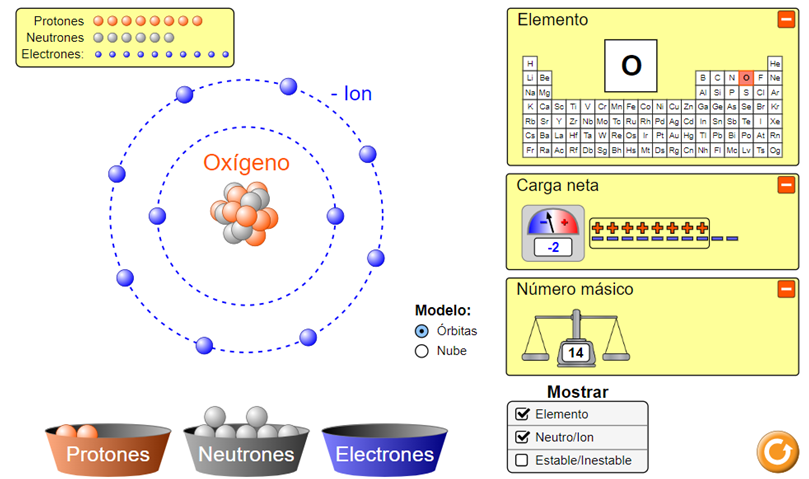 Protones
Neutrones
Electrones:
- Ion
Oxígeno
Modelo:
Órbitas
Nube
Protones
Neutrones
Electrones
Elemento
O
H He
Li Be B C N O F Ne
Na Mg Al Si P S Cl Ar
K Ca Sc Ti V Cr Mn Fe Co Ni Cu Zn Ga Ge As Se Br Kr
Rb Sr Y Zr Nb Mo Tc Ru Rh Pd Ag Cd In Sn Sb Te I Xe
Cs Ba La Hf Ta W Re Os Ir Pt Au Hg Tl Pb Bi Po At Rn
Fr Ra Ac Rf Db Sg Bh Hs Mt Ds Rg Cn Nh Fl Mc Lv Ts Og
Carga neta
- +
-2
Número másico
14
Mostrar
Elemento
Neutro/Ion
Estable/Inestable